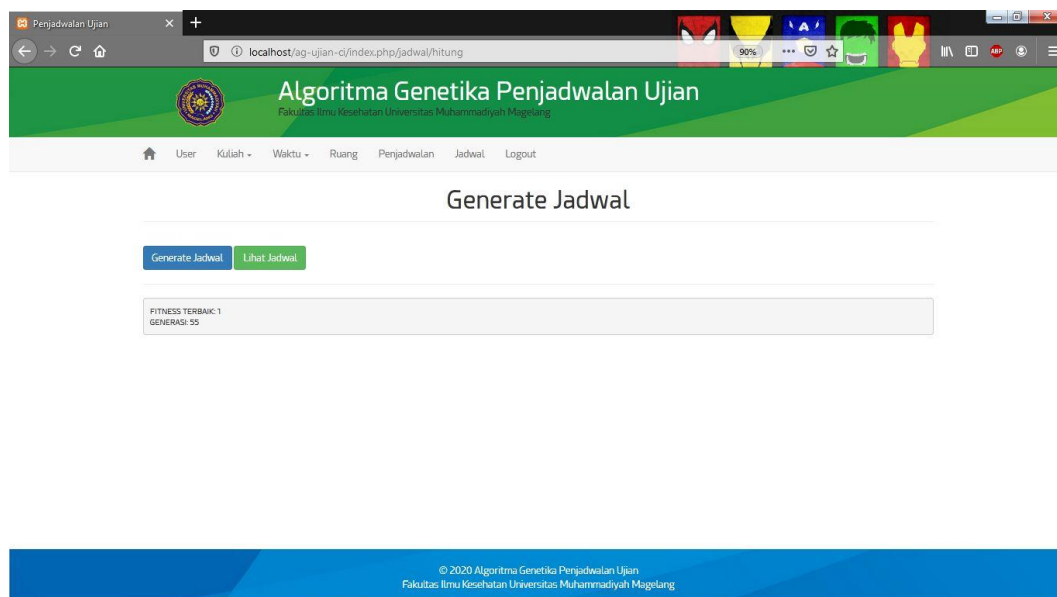 Penjadwalan Ujian
localhost/ag-ujian-ci/index.php/jadwal/hitung
90%
ABP
A
Algoritma Genetika Penjadwalan Ujian
Fakultas Ilmu Kesehatan Universitas Muhammadiyah Magelang
User Kuliah Waktu Ruang Penjadwalan Jadwal Logout
Generate Jadwal
Generate Jadwal Lihat Jadwal
FITNESS TERBAIK: 1
GENERASI: 55
© 2020 Algoritma Genetika Penjadwalan Ujian
Fakultas Ilmu Kesehatan Universitas Muhammadiyah Magelang